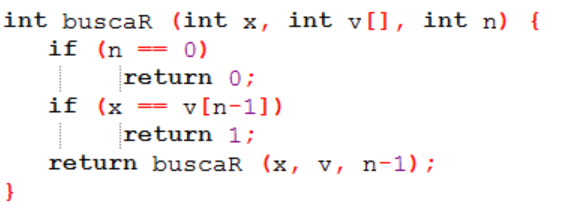 int buscaR (int x, int v[], int n) {
if (n == 0)
return 0;
if (x == v[n-1])
return 1;
return buscaR (x, v, n-1);
}